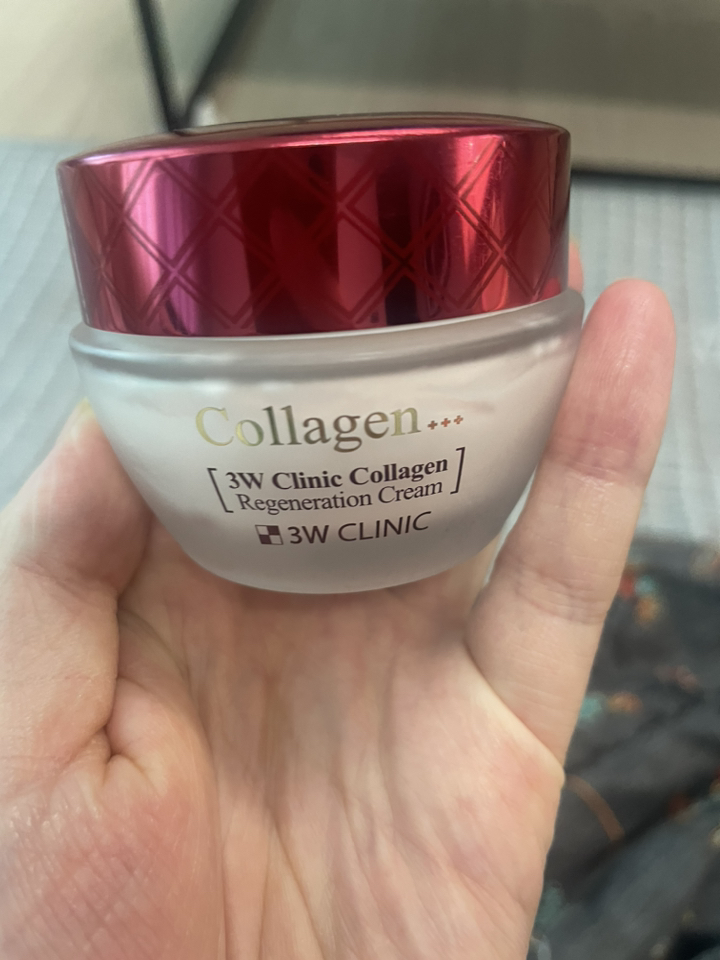 Collagen+++
[3W Clinic Collagen
Regeneration Cream]
3W CLINIC